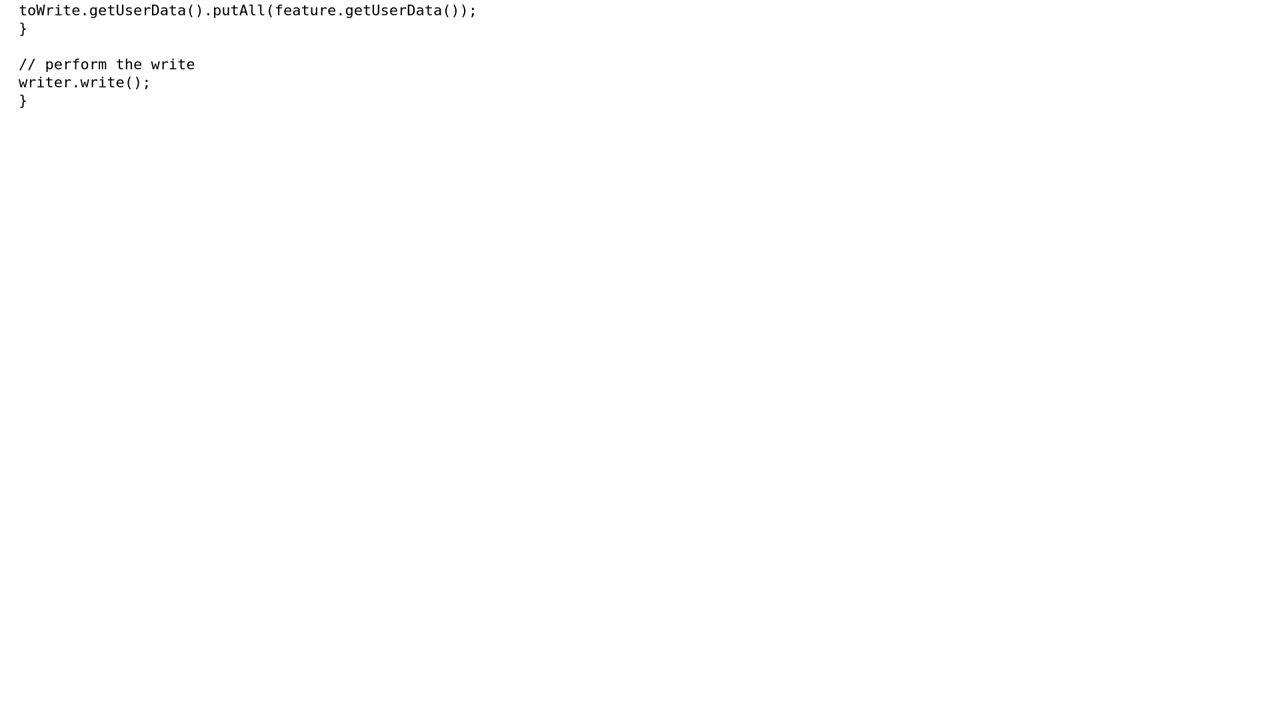 toWrite.getUserData().putAll(feature.getUserData());
}

// perform the write
writer.write();
}